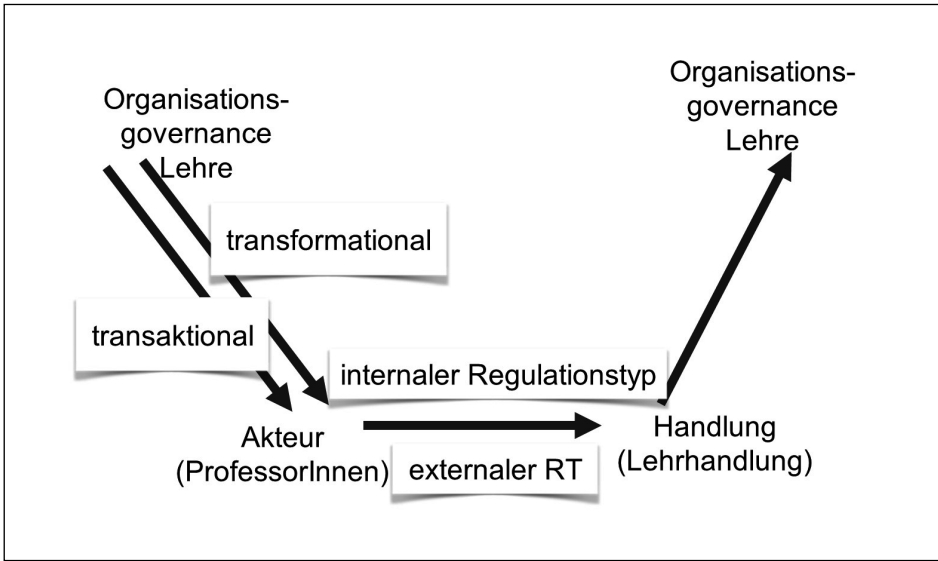 Organisations-
governance
Lehre
Organisations-
governance
Lehre
transformational
transaktional
internaler Regulationstyp
Akteur
(ProfessorInnen)
externaler RT
Handlung
(Lehrhandlung)